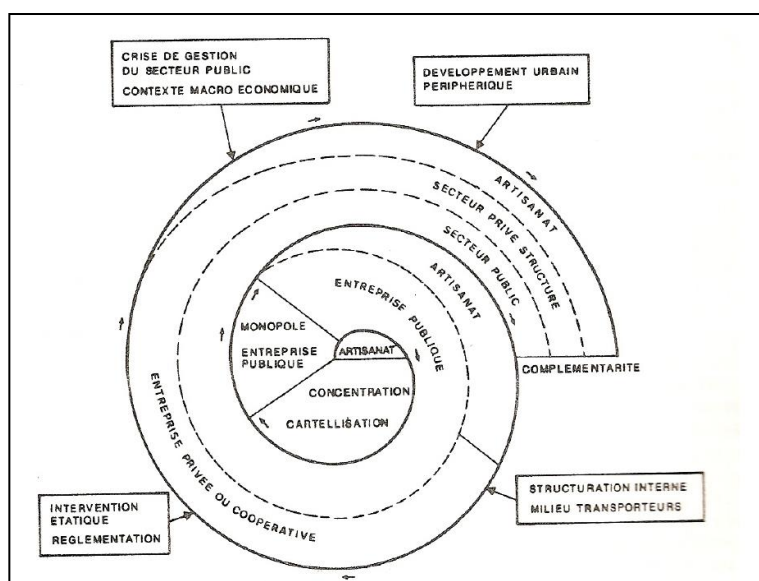 CRISE DE GESTION
DU SECTEUR PUBLIC
CONTEXTE MACRO ECONOMIQUE
DEVELOPPEMENT URBAIN
PERIPHERIQUE
ARTISANAT
SECTEUR PRIVE STRUCTURE
SECTEUR PUBLIC
ARTISANAT
ENTREPRISE PUBLIQUE
MONOPOLE
ENTREPRISE
PUBLIQUE
ARTISANAT
CONCENTRATION
CARTELLISATION
COMPLEMENTARITE
ENTREPRISE PRIVEE OU COOPERATIVE
INTERVENTION
ETATIQUE
REGLEMENTATION
STRUCTURATION INTERNE
MILIEU TRANSPORTEURS